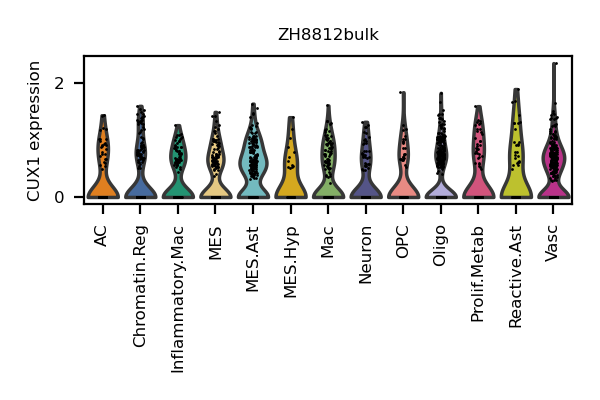 ZH8812bulk
CUX1 expression
2
0
AC
Chromatin.Reg
Inflammatory.Mac
MES
MES.Ast
MES.Hyp
Mac
Neuron
OPC
Oligo
Prolif.Metab
Reactive.Ast
Vasc